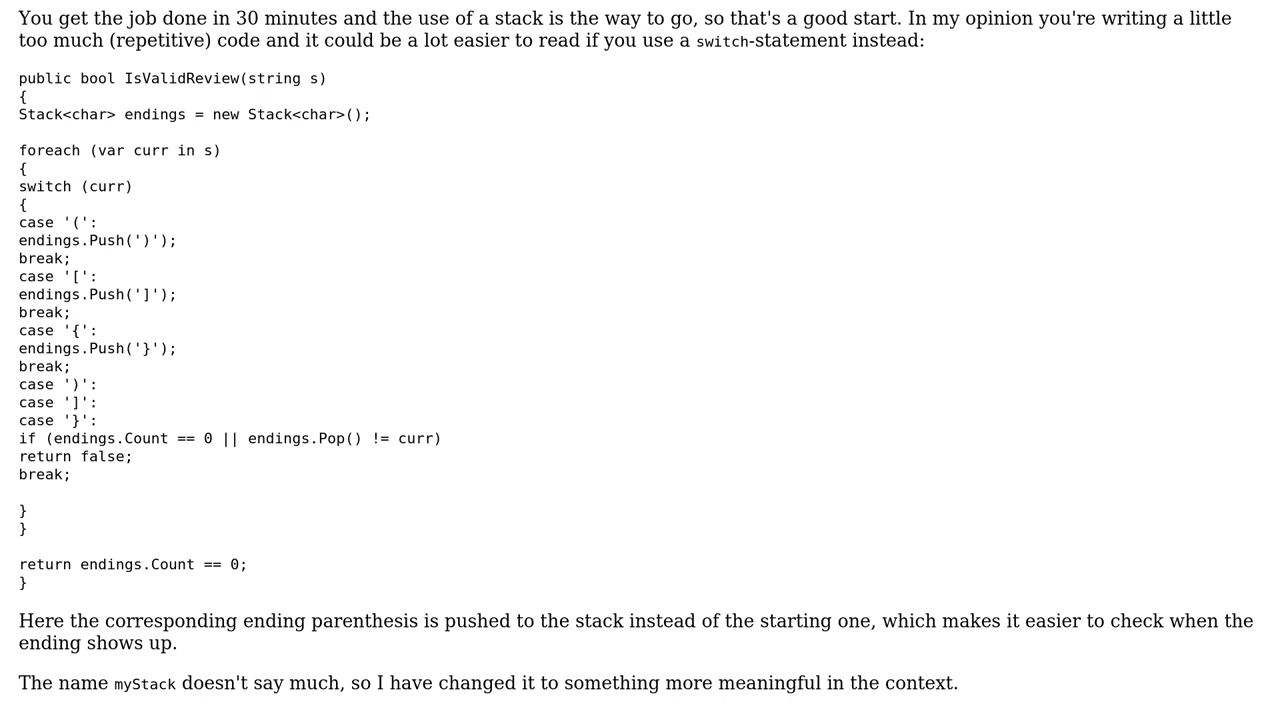 You get the job done in 30 minutes and the use of a stack is the way to go, so that's a good start. In my opinion you're writing a little
too much (repetitive) code and it could be a lot easier to read if you use a switch-statement instead:
public bool IsValidReview(string s)
{
Stack<char> endings = new Stack<char>();
foreach (var curr in s)
{
switch (curr)
{
case '(':
endings.Push(')');
break;
case '[':
endings.Push(']');
break;
case '{':
endings.Push('}');
break;
case ')':
case ']':
case '}':
if (endings.Count == 0 || endings.Pop() != curr)
return false;
break;
}
}
return endings.Count == 0;
}
Here the corresponding ending parenthesis is pushed to the stack instead of the starting one, which makes it easier to check when the
ending shows up.
The name myStack doesn't say much, so I have changed it to something more meaningful in the context.